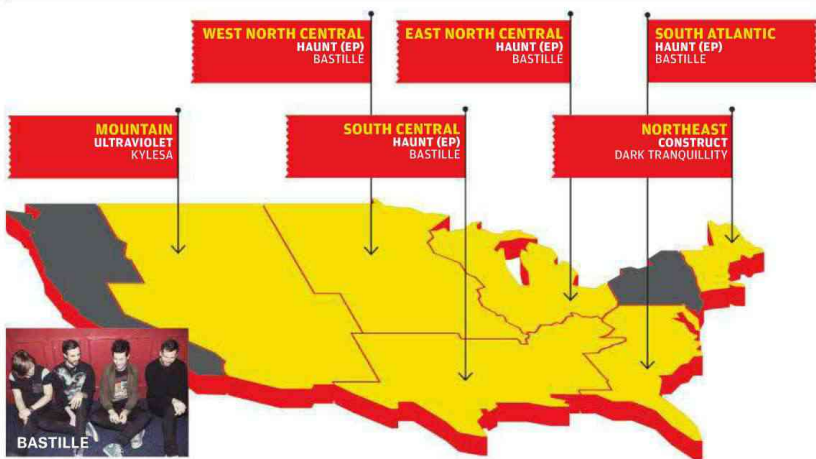 WEST NORTH CENTRAL
HAUNT (EP)
BASTILLE
EAST NORTH CENTRAL
HAUNT (EP)
BASTILLE
SOUTH ATLANTIC
HAUNT (EP)
BASTILLE
MOUNTAIN
ULTRAVIOLET
KYLESA
SOUTH CENTRAL
HAUNT (EP)
BASTILLE
NORTHEAST
CONSTRUCT
DARK TRANQUILLITY
BASTILLE